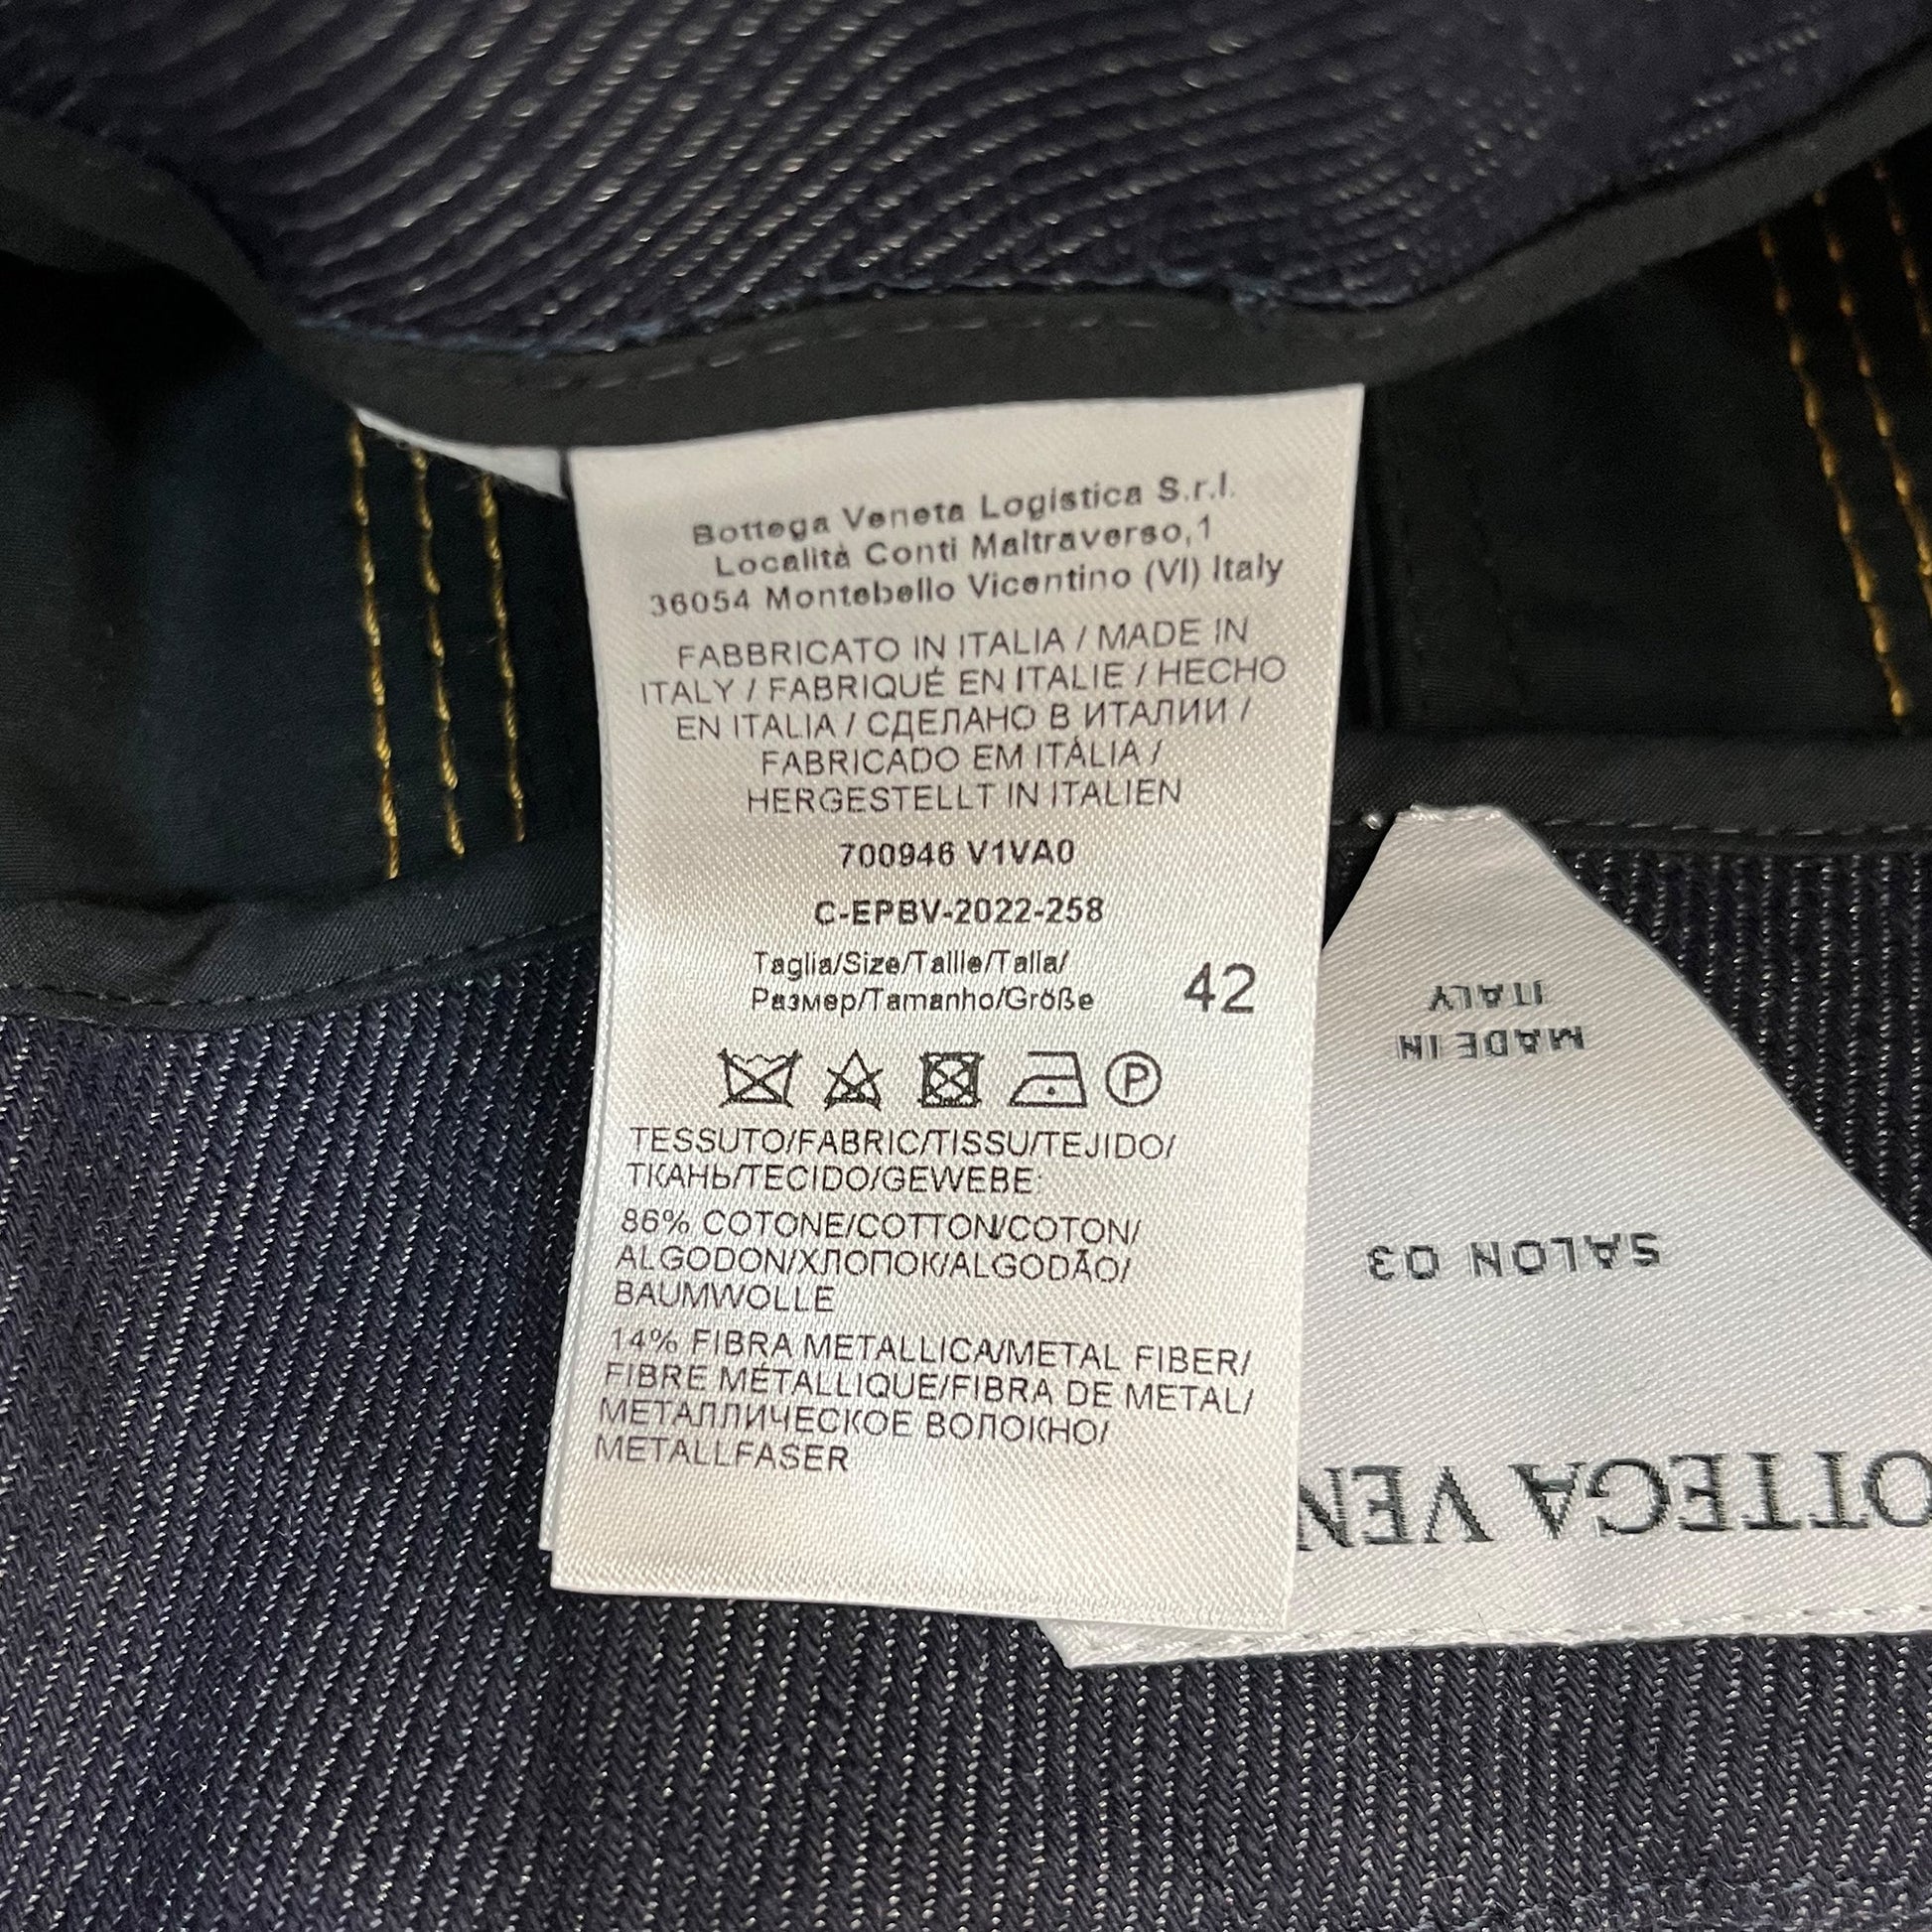 Bottega Veneta Logistica S.r.l.
Località Conti Maltraverso,1
36054 Montebello Vicentino (VI) Italy
FABBRICATO IN ITALIA / MADE IN
ITALY / FABRIQUÉ EN ITALIE / HECHO
EN ITALIA / СДЕЛАНО В ИТАЛИИ /
FABRICADO EM ITÁLIA /
HERGESTELLT IN ITALIEN
700946 V1VA0
C-EPBV-2022-258
Taglia/Size/Taille/Talla/
Размер/Tamanho/Größe 42
P
TESSUTO/FABRIC/TISSU/TEJIDO/
ТКАНЬ/TECIDO/GEWEBE:
86% COTONE/COTTON/COTON/
ALGODON/ХЛОПОК/ALGODÃO/
BAUMWOLLE
14% FIBRA METALLICA/METAL FIBER/
FIBRE MÉTALLIQUE/FIBRA DE METAL/
МЕТАЛЛИЧЕСКОЕ ВОЛОКНО/
METALLFASER
OTTEGA VEN
SALON 03
MADE IN
ITALY